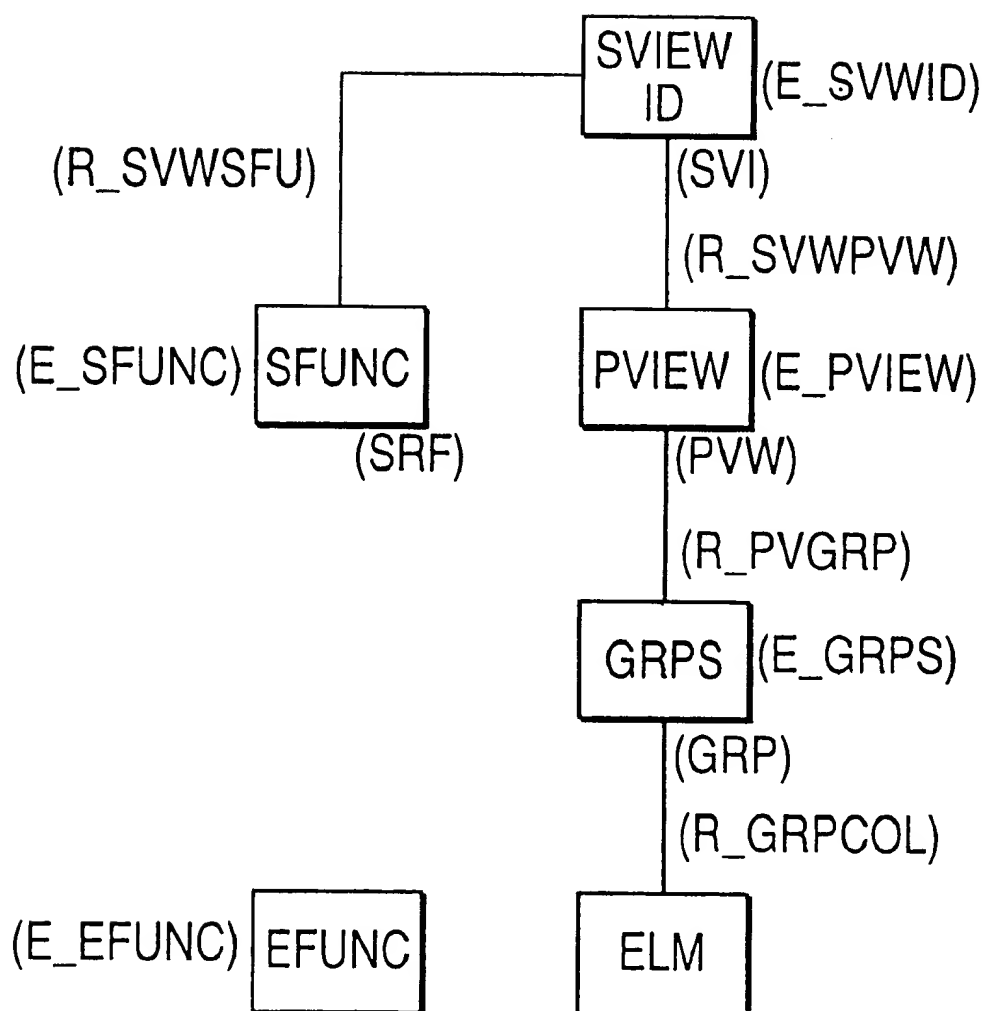 SVIEW
ID
(E_SVWID)
(R_SVWSFU)
(SVI)
(R_SVWPVW)
(E_SFUNC)
SFUNC
PVIEW
(E_PVIEW)
(SRF)
(PVW)
(R_PVGRP)
GRPS
(E_GRPS)
(GRP)
(R_GRPCOL)
(E_EFUNC)
EFUNC
ELM